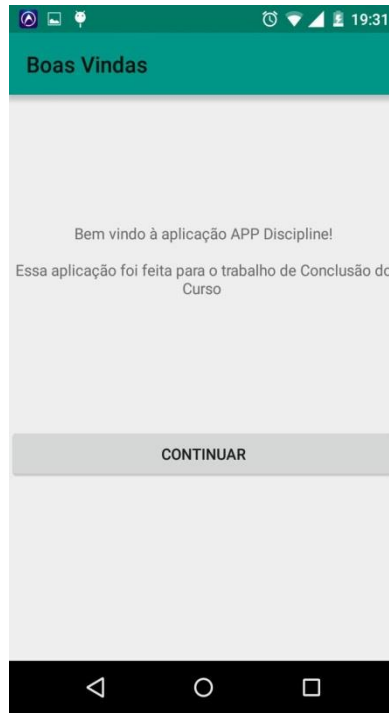 19:31
Boas Vindas
Bem vindo à aplicação APP Discipline!
Essa aplicação foi feita para o trabalho de Conclusão do
Curso
CONTINUAR